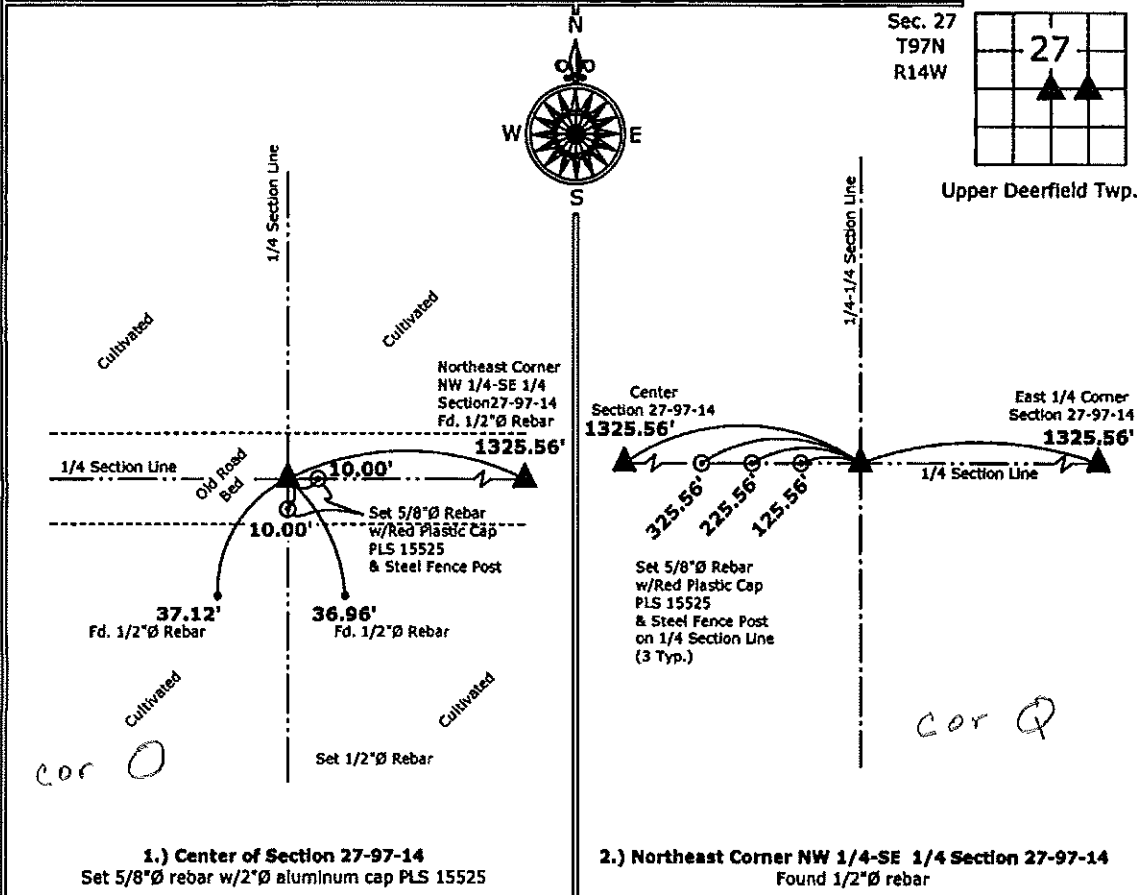 Sec. 27
T97N
R14W
27
Upper Deerfield Twp.
N
W
E
S
1/4 Section Line
Cultivated
Cultivated
Northeast Corner
NW 1/4-SE 1/4
Section27-97-14
Fd. 1/2"Ø Rebar
1325.56'
1/4 Section Line
Old Road
Bed
10.00'
10.00'
Set 5/8"Ø Rebar
w/Red Plastic Cap
PLS 15525
& Steel Fence Post
37.12'
Fd. 1/2"Ø Rebar
36.96'
Fd. 1/2"Ø Rebar
Cultivated
Cultivated
Set 1/2"Ø Rebar
cor O
1.) Center of Section 27-97-14
Set 5/8"Ø rebar w/2"Ø aluminum cap PLS 15525
1/4-1/4 Section Line
Center
Section 27-97-14
1325.56'
East 1/4 Corner
Section 27-97-14
1325.56'
1/4 Section Line
325.56'
225.56'
125.56'
Set 5/8"Ø Rebar
w/Red Plastic Cap
PLS 15525
& Steel Fence Post
on 1/4 Section Line
(3 Typ.)
cor Q
2.) Northeast Corner NW 1/4-SE 1/4 Section 27-97-14
Found 1/2"Ø rebar